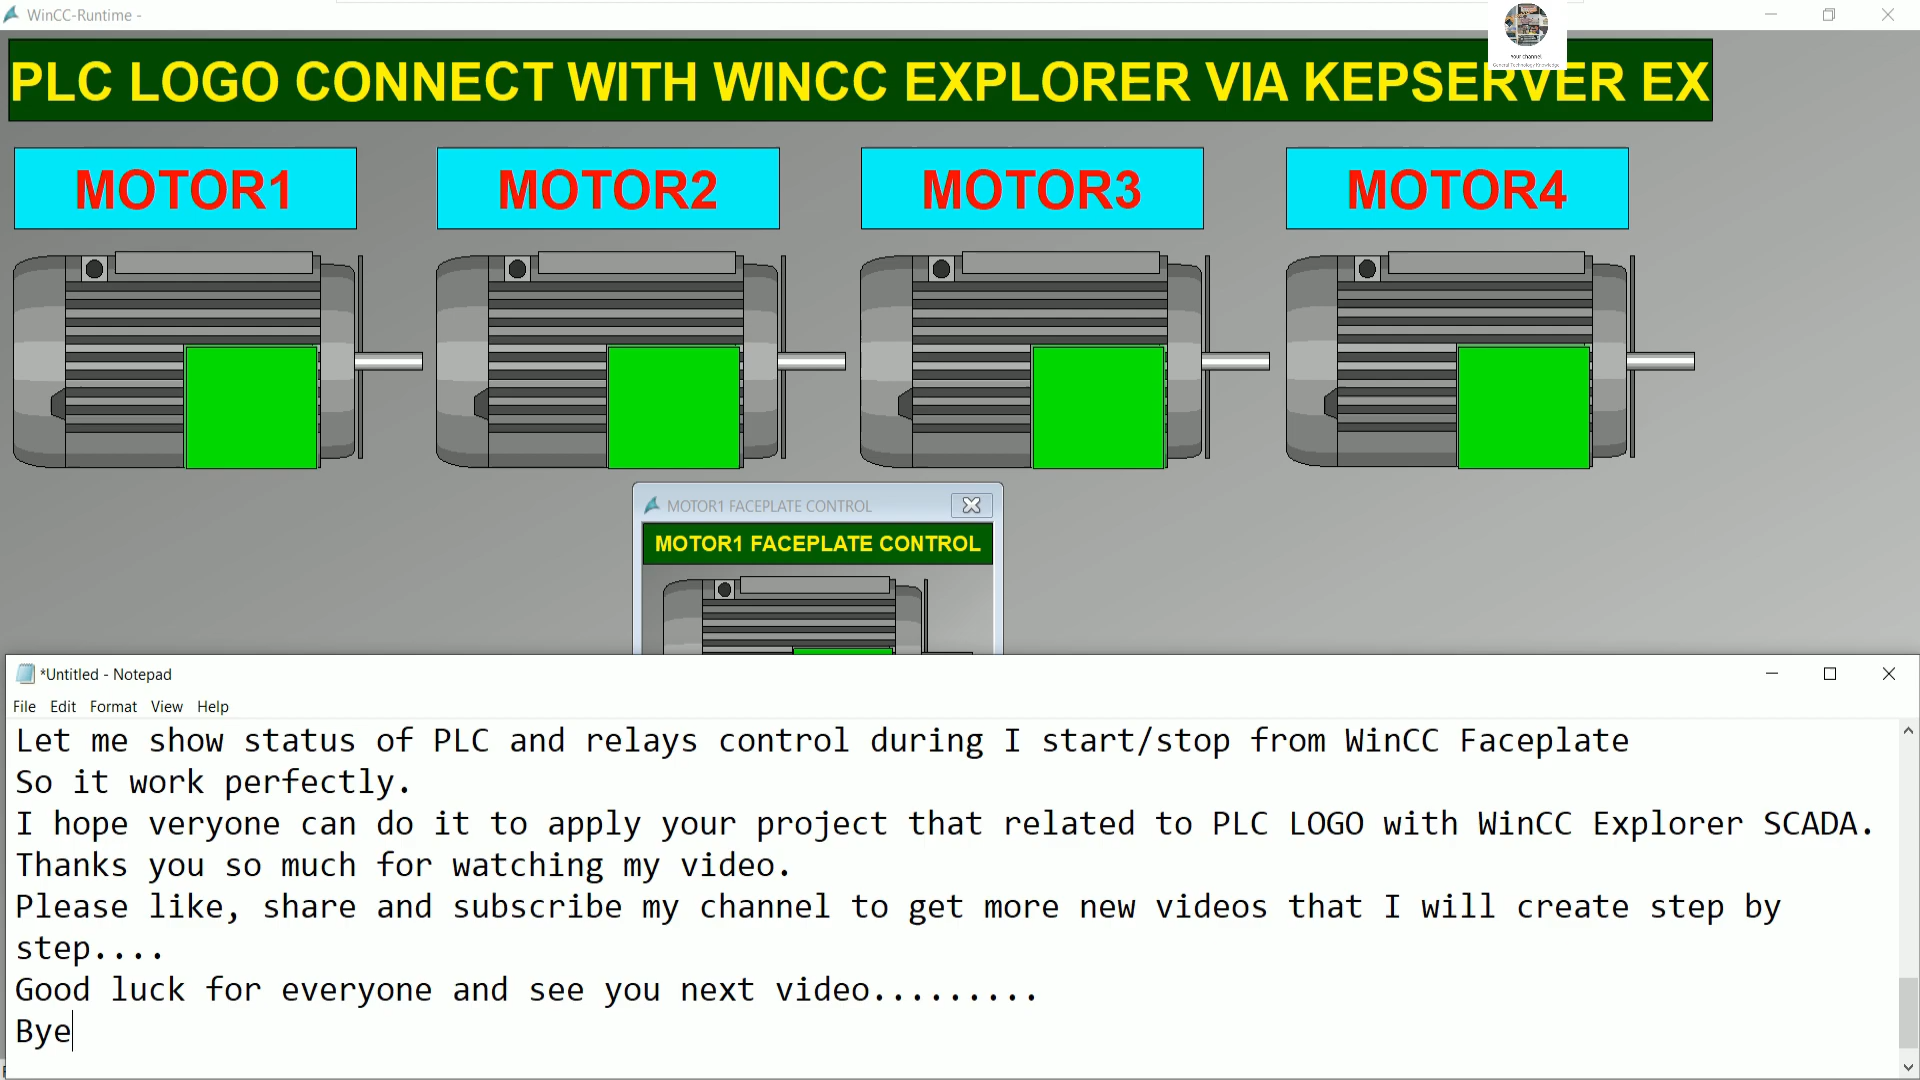 WinCC-Runtime -
Your channel
General Technology Knowledge
PLC LOGO CONNECT WITH WINCC EXPLORER VIA KEPSERVER EX
MOTOR1 MOTOR2 MOTOR3 MOTOR4
MOTOR1 FACEPLATE CONTROL
MOTOR1 FACEPLATE CONTROL
*Untitled - Notepad
File Edit Format View Help
Let me show status of PLC and relays control during I start/stop from WinCC Faceplate
So it work perfectly.
I hope veryone can do it to apply your project that related to PLC LOGO with WinCC Explorer SCADA.
Thanks you so much for watching my video.
Please like, share and subscribe my channel to get more new videos that I will create step by
step....
Good luck for everyone and see you next video.........
Bye